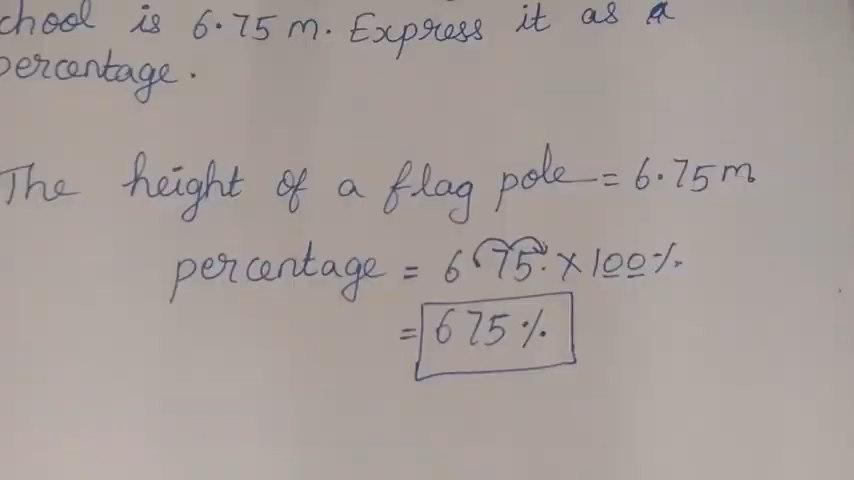 chool is 6.75 m. Express it as a
percentage.
The height of a flag pole = 6.75 m
percentage = 6 75. × 100%
= 675%